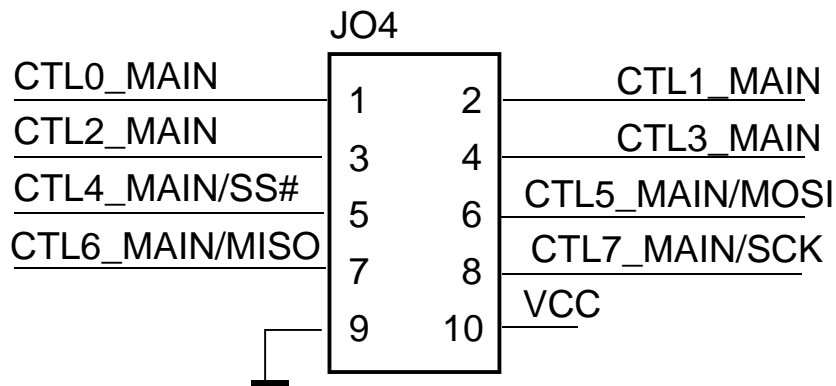 JO4
CTL0_MAIN 1 2 CTL1_MAIN
CTL2_MAIN 3 4 CTL3_MAIN
CTL4_MAIN/SS# 5 6 CTL5_MAIN/MOSI
CTL6_MAIN/MISO 7 8 CTL7_MAIN/SCK
9 10 VCC